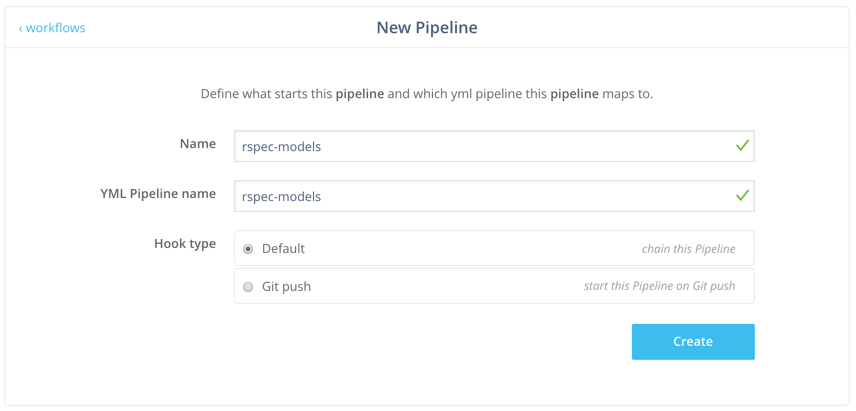 ‹ workflows
New Pipeline
Define what starts this pipeline and which yml pipeline this pipeline maps to.
Name
rspec-models
YML Pipeline name
rspec-models
Hook type
Default
chain this Pipeline
Git push
start this Pipeline on Git push
Create